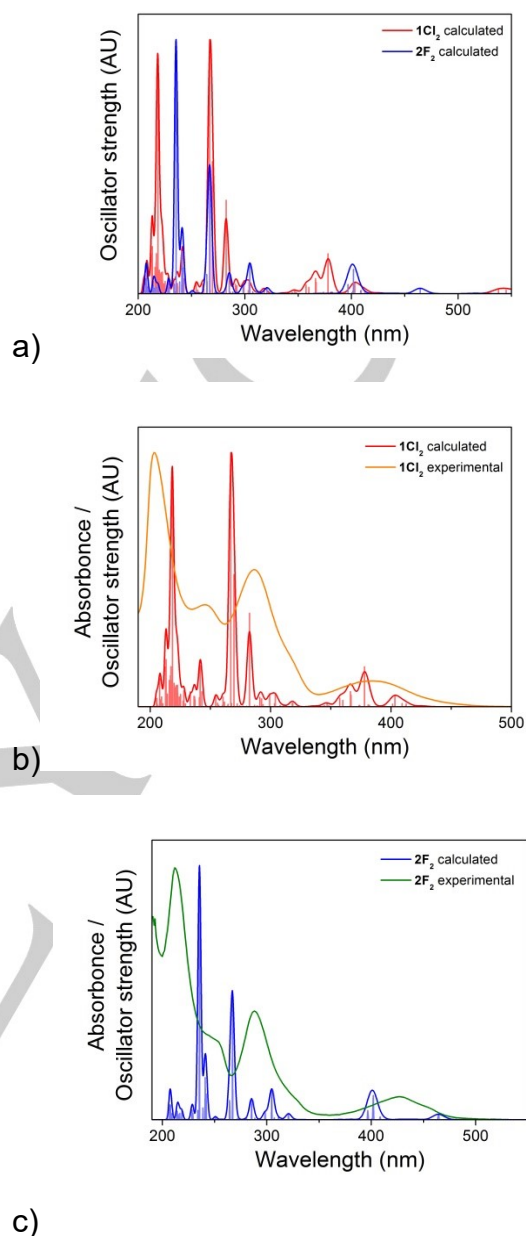 Oscillator strength (AU)
1Cl₂ calculated
2F₂ calculated
200 300 400 500
Wavelength (nm)
a)
Absorbonce /
Oscillator strength (AU)
1Cl₂ calculated
1Cl₂ experimental
200 300 400 500
Wavelength (nm)
b)
Absorbonce /
Oscillator strength (AU)
2F₂ calculated
2F₂ experimental
200 300 400 500
Wavelength (nm)
c)